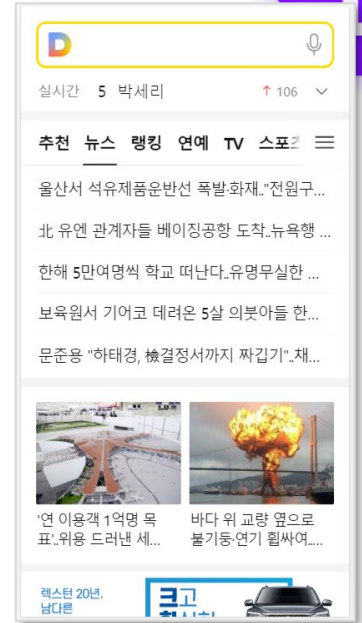 D
실시간 5 박세리 ↑ 106
추천 뉴스 랭킹 연예 TV 스포츠
울산서 석유제품운반선 폭발·화재.."전원구...
北 유엔 관계자들 베이징공항 도착..뉴욕행 ...
한해 5만여명씩 학교 떠난다..유명무실한 ...
보육원서 기어코 데려온 5살 의붓아들 한...
문준용 "하태경, 檢결정서까지 짜깁기"..채...
'연 이용객 1억명 목
표'..위용 드러낸 세...
바다 위 교량 옆으로
불기둥·연기 휩싸여.....
렉스턴 20년.
남다른
크고